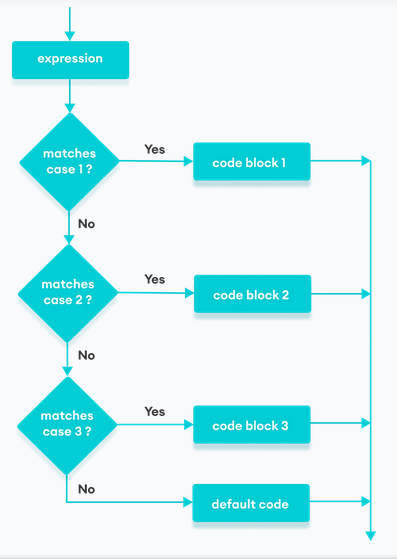 expression
matches
case 1 ?
Yes
code block 1
No
matches
case 2 ?
Yes
code block 2
No
matches
case 3 ?
Yes
code block 3
No
default code